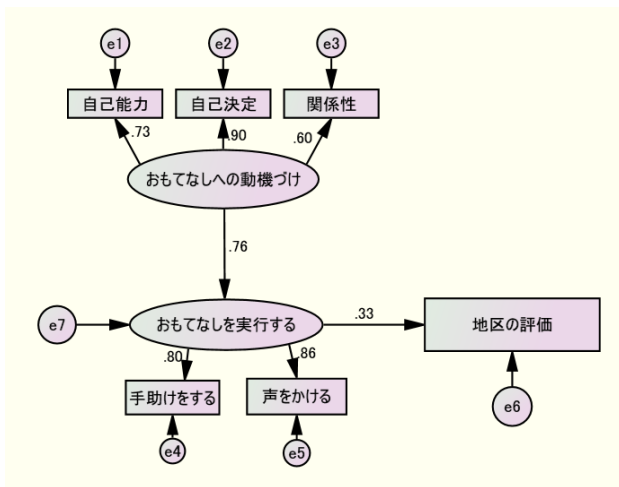 e1
e2
e3
自己能力
自己決定
関係性
.73
.90
.60
おもてなしへの動機づけ
.76
e7
おもてなしを実行する
.33
地区の評価
.80
.86
手助けをする
声をかける
e6
e4
e5